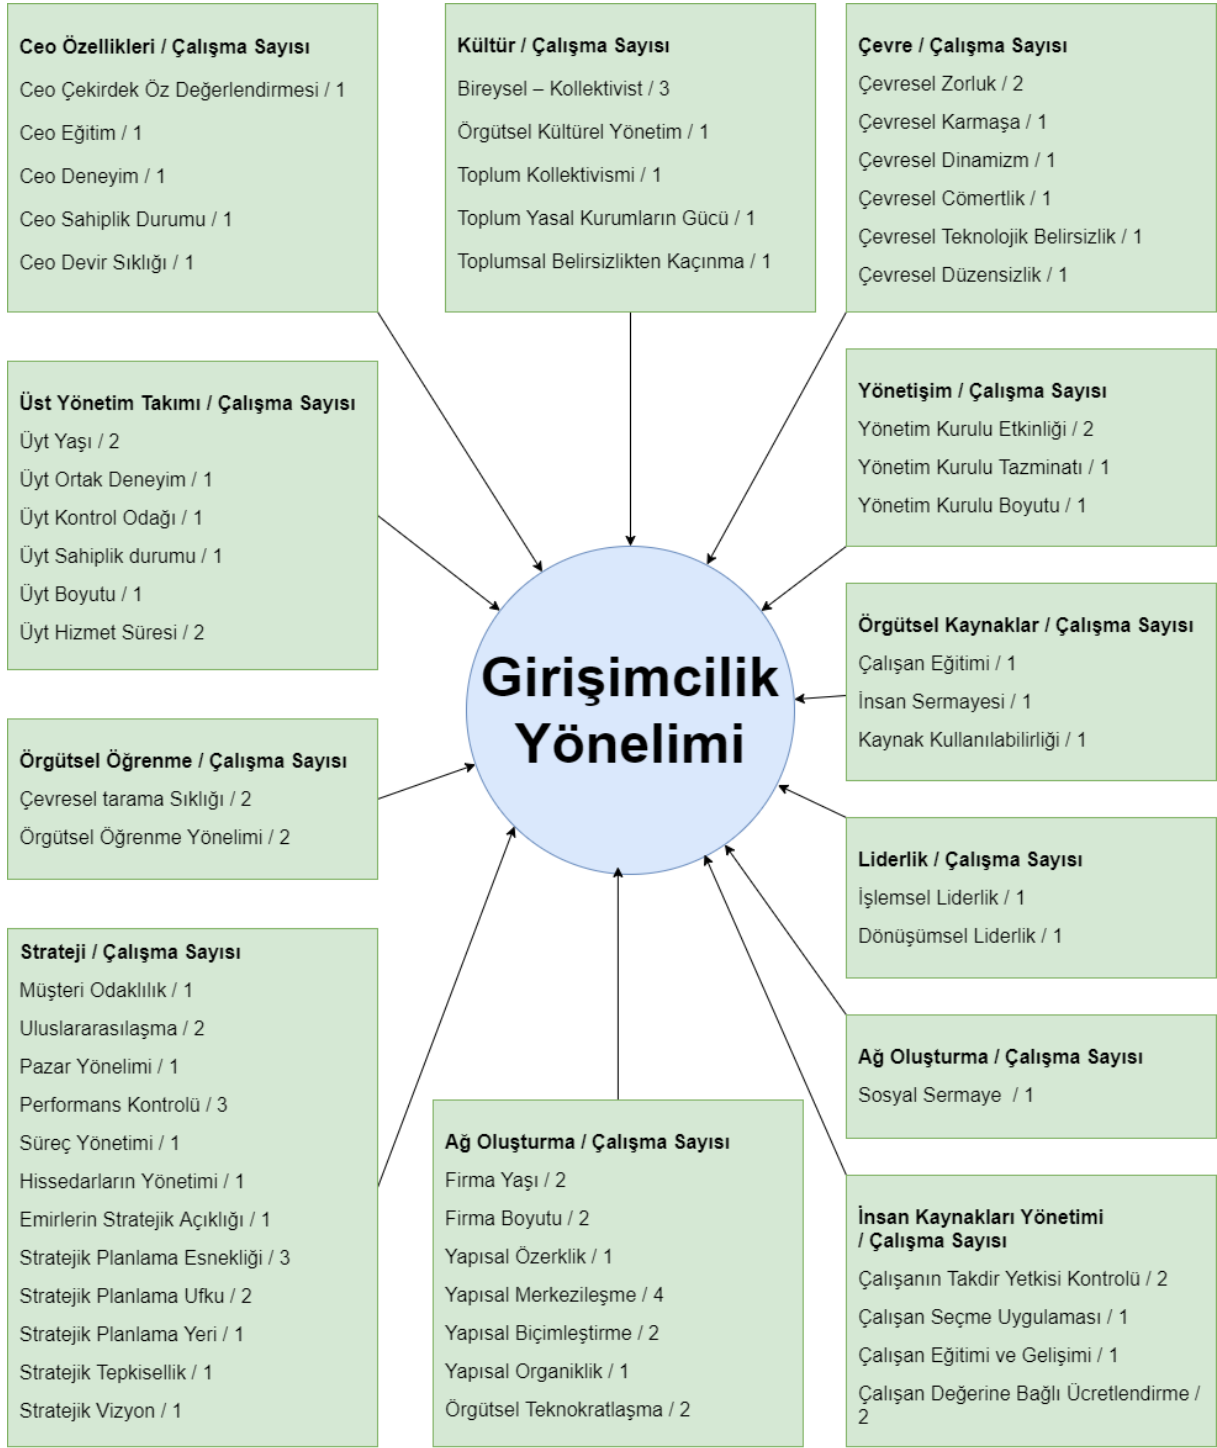 Ceo Özellikleri / Çalışma Sayısı
Ceo Çekirdek Öz Değerlendirmesi / 1
Ceo Eğitim / 1
Ceo Deneyim / 1
Ceo Sahiplik Durumu / 1
Ceo Devir Sıklığı / 1
Kültür / Çalışma Sayısı
Bireysel – Kollektivist / 3
Örgütsel Kültürel Yönetim / 1
Toplum Kollektivismi / 1
Toplum Yasal Kurumların Gücü / 1
Toplumsal Belirsizlikten Kaçınma / 1
Çevre / Çalışma Sayısı
Çevresel Zorluk / 2
Çevresel Karmaşa / 1
Çevresel Dinamizm / 1
Çevresel Cömertlik / 1
Çevresel Teknolojik Belirsizlik / 1
Çevresel Düzensizlik / 1
Üst Yönetim Takımı / Çalışma Sayısı
Üyt Yaşı / 2
Üyt Ortak Deneyim / 1
Üyt Kontrol Odağı / 1
Üyt Sahiplik durumu / 1
Üyt Boyutu / 1
Üyt Hizmet Süresi / 2
Yönetişim / Çalışma Sayısı
Yönetim Kurulu Etkinliği / 2
Yönetim Kurulu Tazminatı / 1
Yönetim Kurulu Boyutu / 1
Girişimcilik
Yönelimi
Örgütsel Kaynaklar / Çalışma Sayısı
Çalışan Eğitimi / 1
İnsan Sermayesi / 1
Kaynak Kullanılabilirliği / 1
Örgütsel Öğrenme / Çalışma Sayısı
Çevresel tarama Sıklığı / 2
Örgütsel Öğrenme Yönelimi / 2
Liderlik / Çalışma Sayısı
İşlemsel Liderlik / 1
Dönüşümsel Liderlik / 1
Strateji / Çalışma Sayısı
Müşteri Odaklılık / 1
Uluslararasılaşma / 2
Pazar Yönelimi / 1
Performans Kontrolü / 3
Süreç Yönetimi / 1
Hissedarların Yönetimi / 1
Emirlerin Stratejik Açıklığı / 1
Stratejik Planlama Esnekliği / 3
Stratejik Planlama Ufku / 2
Stratejik Planlama Yeri / 1
Stratejik Tepkisellik / 1
Stratejik Vizyon / 1
Ağ Oluşturma / Çalışma Sayısı
Firma Yaşı / 2
Firma Boyutu / 2
Yapısal Özerklik / 1
Yapısal Merkezileşme / 4
Yapısal Biçimleştirme / 2
Yapısal Organiklik / 1
Örgütsel Teknokratlaşma / 2
Ağ Oluşturma / Çalışma Sayısı
Sosyal Sermaye / 1
İnsan Kaynakları Yönetimi
/ Çalışma Sayısı
Çalışanın Takdir Yetkisi Kontrolü / 2
Çalışan Seçme Uygulaması / 1
Çalışan Eğitimi ve Gelişimi / 1
Çalışan Değerine Bağlı Ücretlendirme /
2